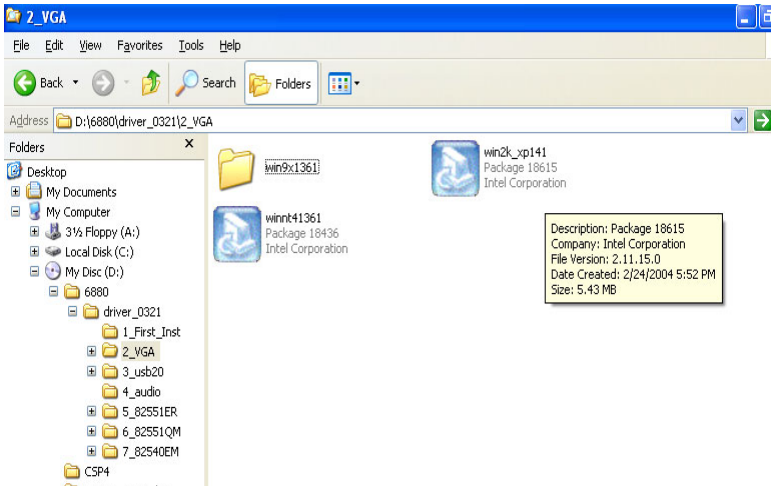 2_VGA
File Edit View Favorites Tools Help
Back Search Folders
Address D:\6880\driver_0321\2_VGA
Folders X
Desktop
My Documents
My Computer
3½ Floppy (A:)
Local Disk (C:)
My Disc (D:)
6880
driver_0321
1_First_Inst
2_VGA
3_usb20
4_audio
5_82551ER
6_82551QM
7_82540EM
CSP4
win9x1361
winnt41361
Package 18436
Intel Corporation
win2k_xp141
Package 18615
Intel Corporation
Description: Package 18615
Company: Intel Corporation
File Version: 2.11.15.0
Date Created: 2/24/2004 5:52 PM
Size: 5.43 MB